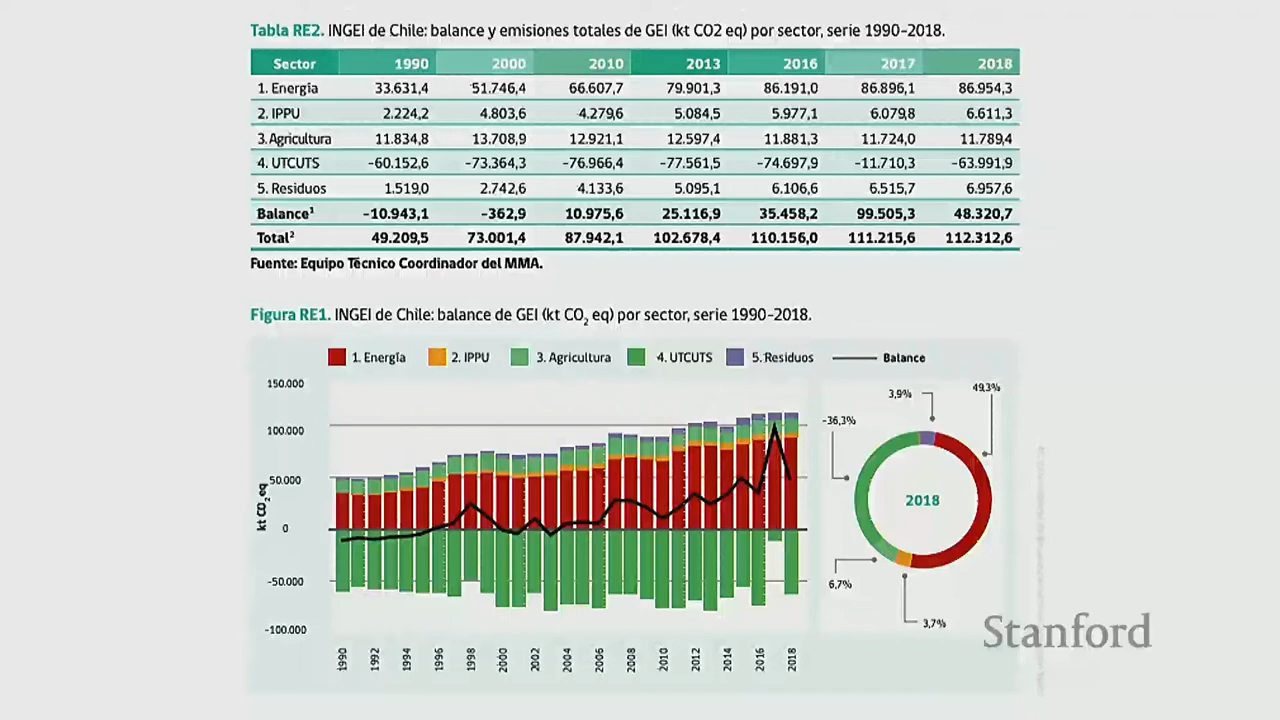 Tabla RE2. INGEI de Chile: balance y emisiones totales de GEI (kt CO2 eq) por sector, serie 1990–2018.
Sector 1990 2000 2010 2013 2016 2017 2018
1. Energía 33.631,4 51.746,4 66.607,7 79.901,3 86.191,0 86.896,1 86.954,3
2. IPPU 2.224,2 4.803,6 4.279,6 5.084,5 5.977,1 6.079,8 6.611,3
3. Agricultura 11.834,8 13.708,9 12.921,1 12.597,4 11.881,3 11.724,0 11.789,4
4. UTCUTS -60.152,6 -73.364,3 -76.966,4 -77.561,5 -74.697,9 -11.710,3 -63.991,9
5. Residuos 1.519,0 2.742,6 4.133,6 5.095,1 6.106,6 6.515,7 6.957,6
Balance¹ -10.943,1 -362,9 10.975,6 25.116,9 35.458,2 99.505,3 48.320,7
Total² 49.209,5 73.001,4 87.942,1 102.678,4 110.156,0 111.215,6 112.312,6
Fuente: Equipo Técnico Coordinador del MMA.
Figura RE1. INGEI de Chile: balance de GEI (kt CO₂ eq) por sector, serie 1990–2018.
1. Energía 2. IPPU 3. Agricultura 4. UTCUTS 5. Residuos Balance
150.000
100.000
50.000
0
-50.000
-100.000
kt CO₂ eq
1990 1992 1994 1996 1998 2000 2002 2004 2006 2008 2010 2012 2014 2016 2018
3,9%
49,3%
-36,3%
2018
6,7%
3,7%
Stanford